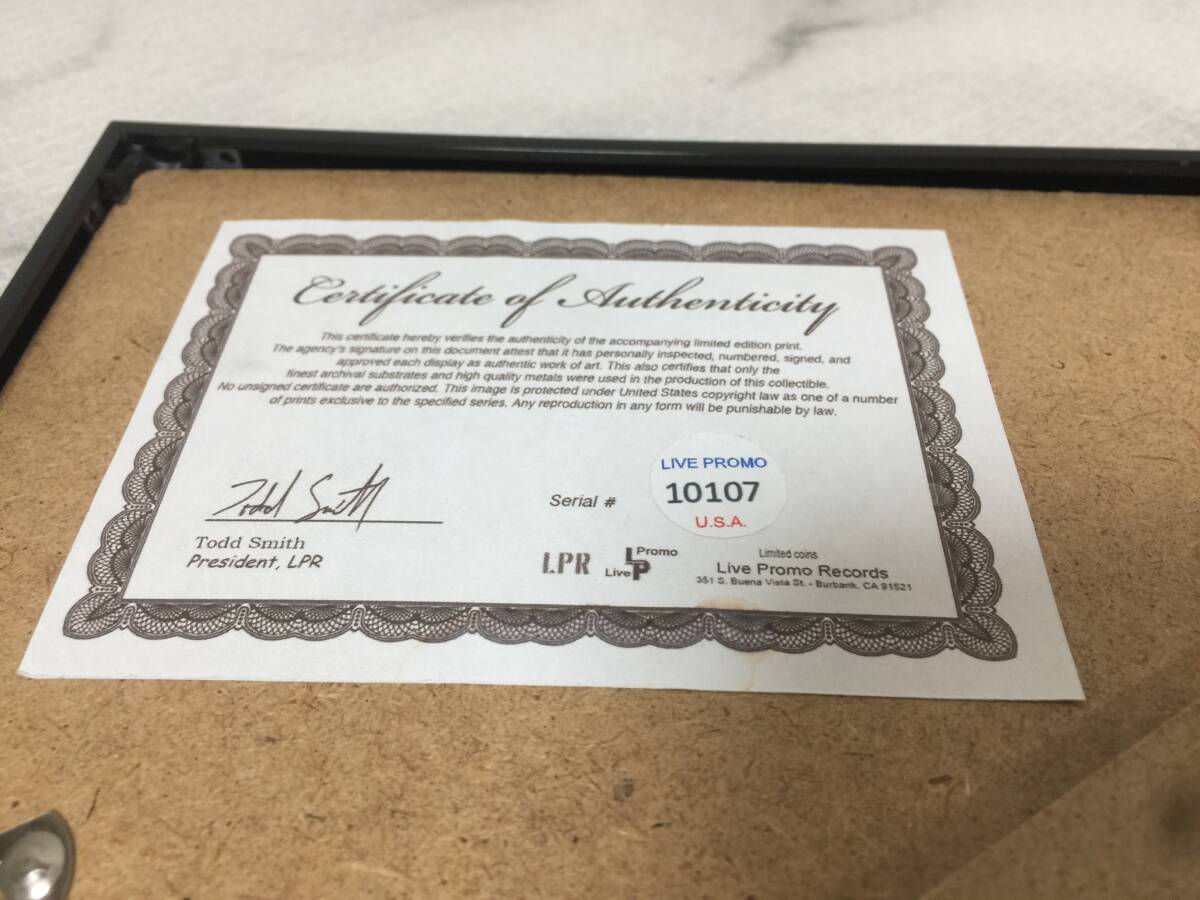 Certificate of Authenticity
This certificate hereby verifies the authenticity of the accompanying limited edition print.
The agency's signature on this document attest that it has personally inspected, numbered, signed, and
approved each display as authentic work of art. This also certifies that only the
finest archival substrates and high quality metals were used in the production of this collectible.
No unsigned certificate are authorized. This image is protected under United States copyright law as one of a number
of prints exclusive to the specified series. Any reproduction in any form will be punishable by law.
Todd Smith
Todd Smith
President, LPR
Serial #
LIVE PROMO
10107
U.S.A.
LPR
Live Promo
LP
Limited coins
Live Promo Records
351 S. Buena Vista St. - Burbank, CA 91521